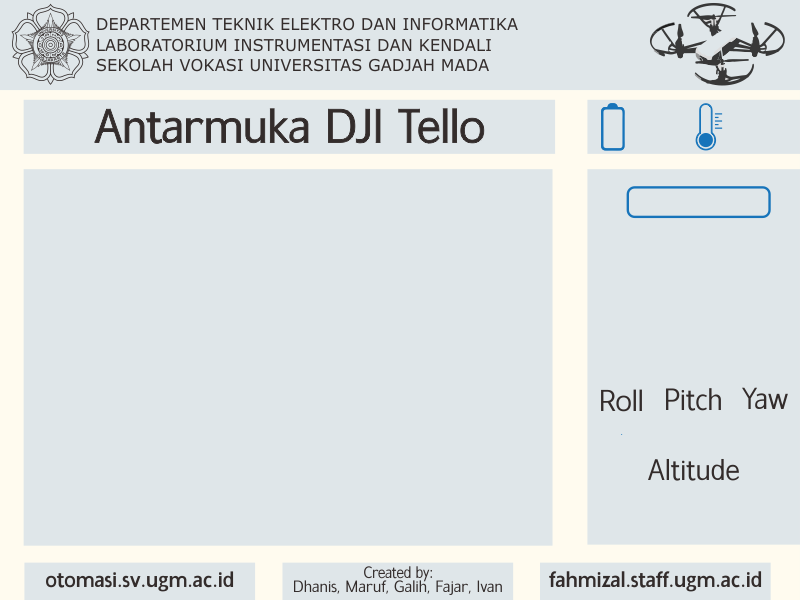 DEPARTEMEN TEKNIK ELEKTRO DAN INFORMATIKA
LABORATORIUM INSTRUMENTASI DAN KENDALI
SEKOLAH VOKASI UNIVERSITAS GADJAH MADA
Antarmuka DJI Tello
Roll Pitch Yaw
Altitude
otomasi.sv.ugm.ac.id
Created by:
Dhanis, Maruf, Galih, Fajar, Ivan
fahmizal.staff.ugm.ac.id